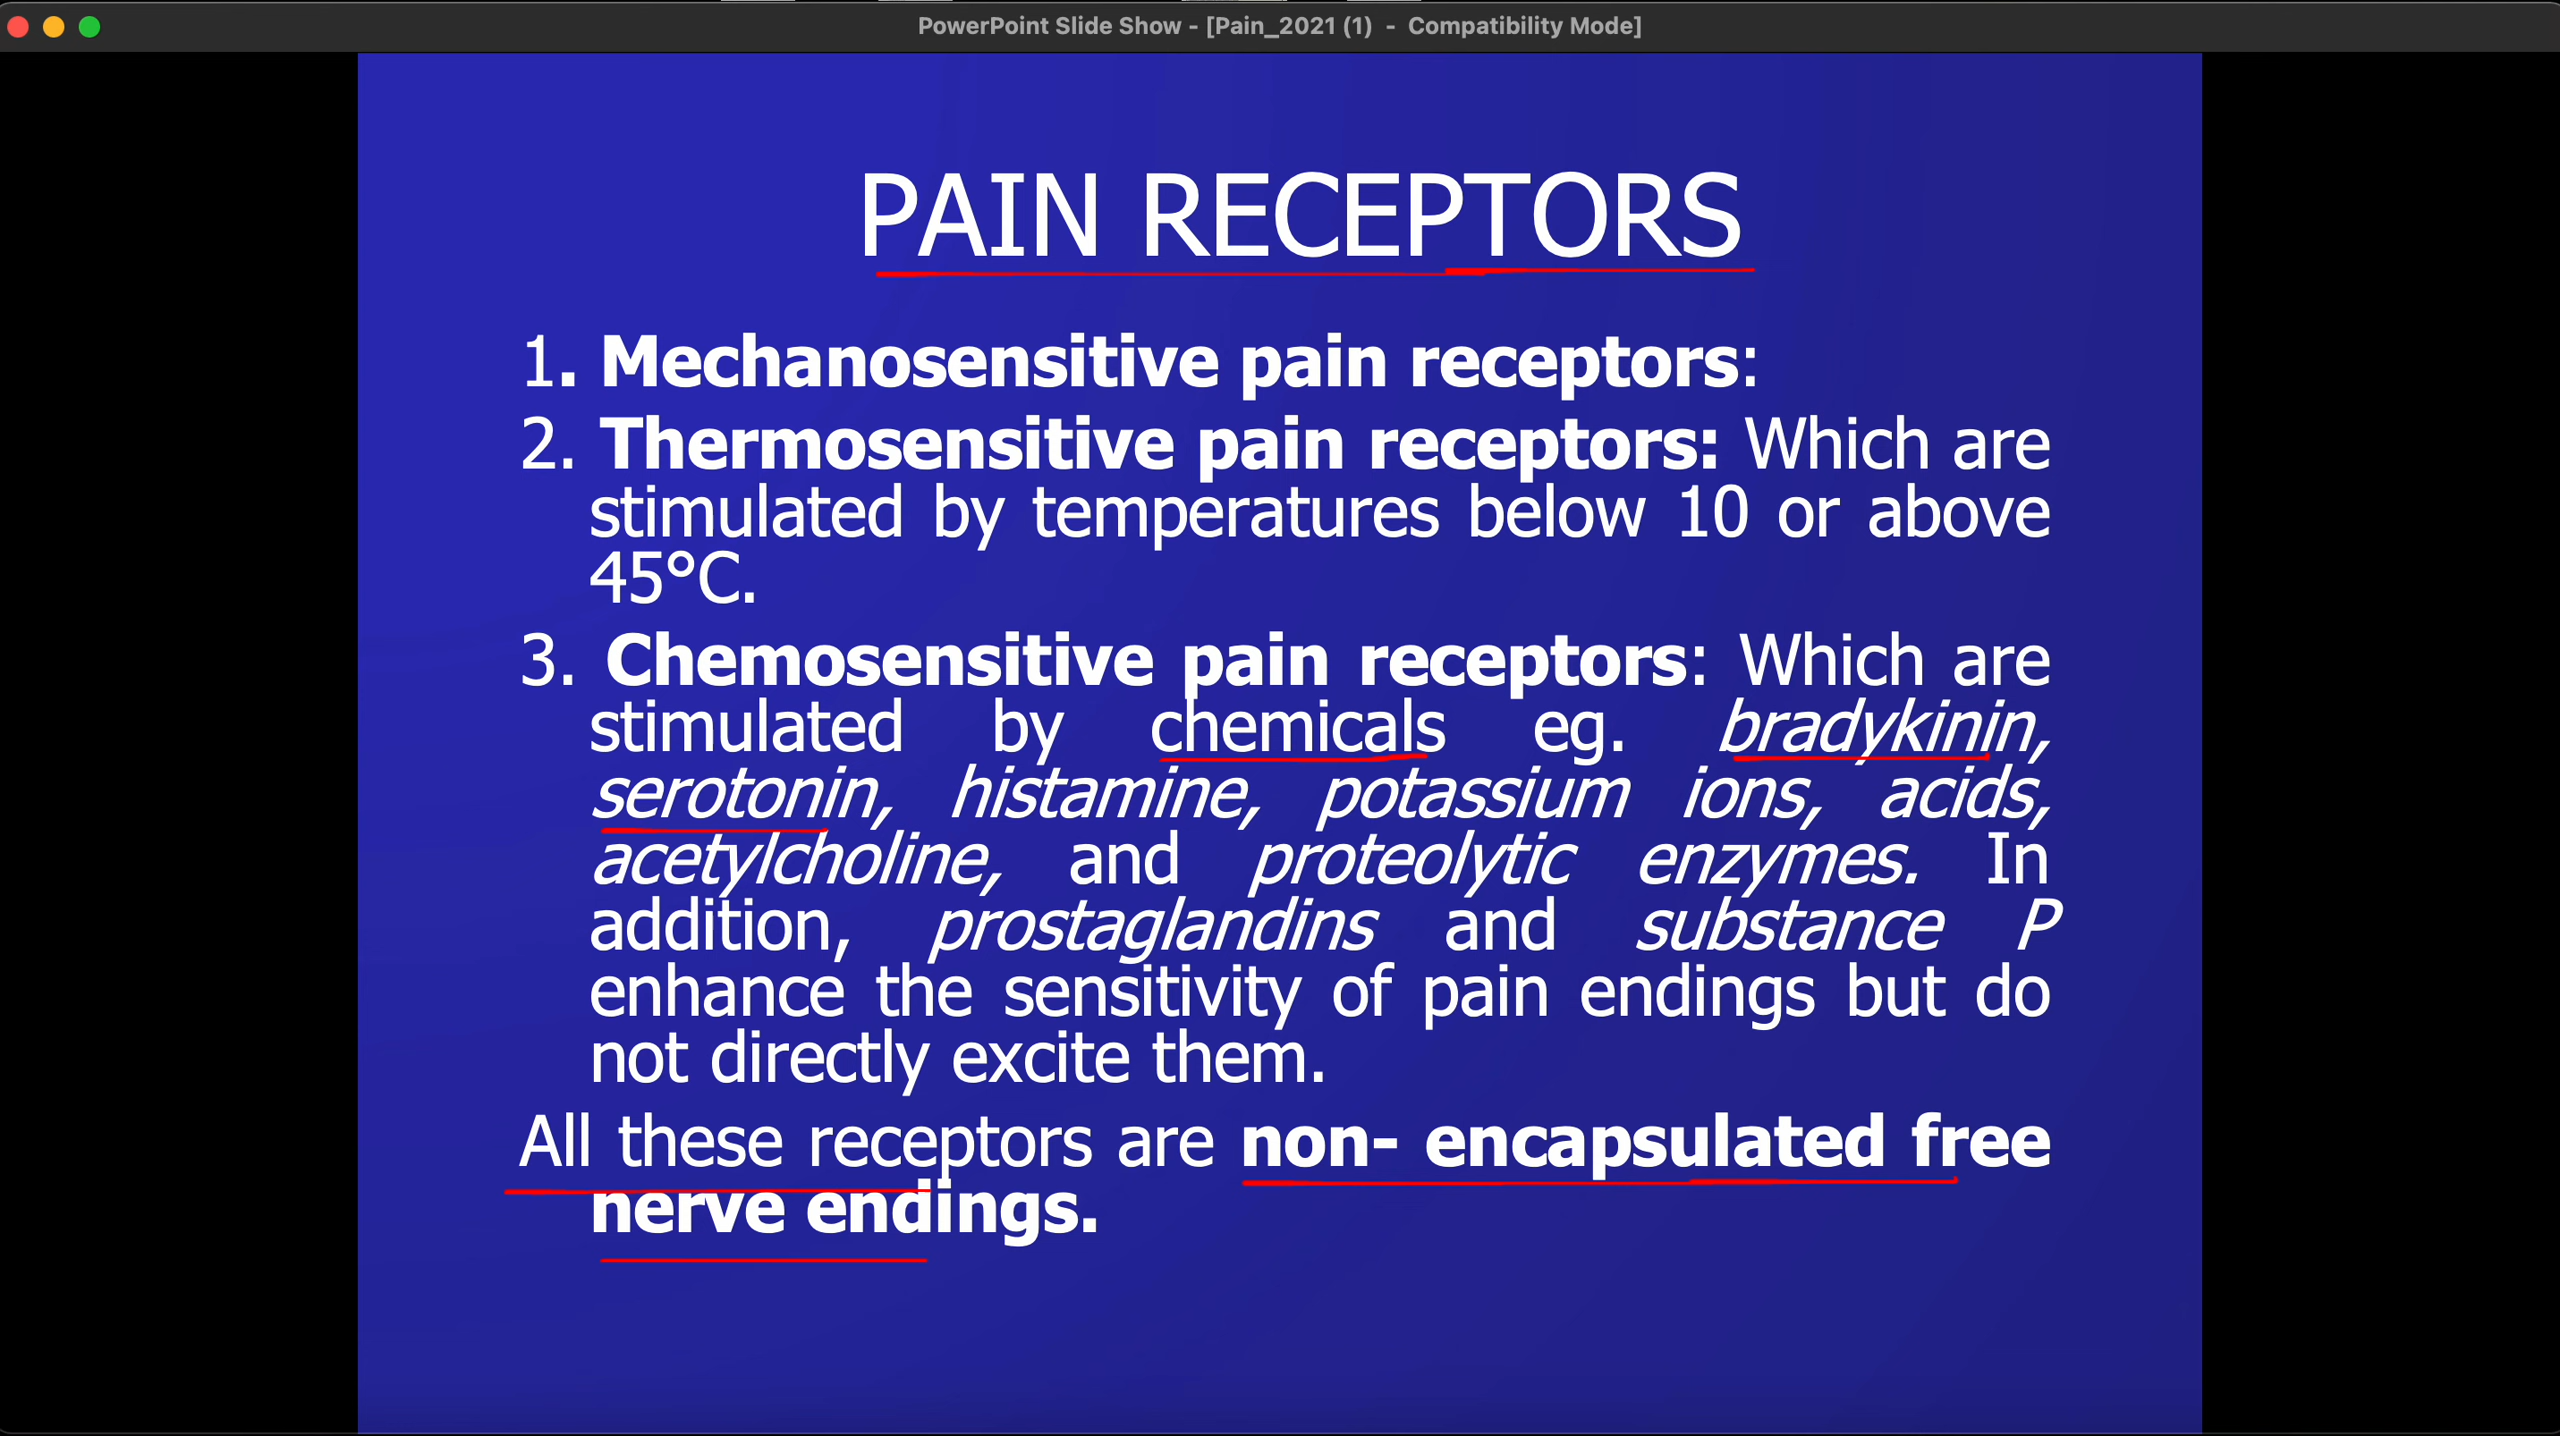 PowerPoint Slide Show - [Pain_2021 (1) - Compatibility Mode]
PAIN RECEPTORS
1. Mechanosensitive pain receptors:
2. Thermosensitive pain receptors: Which are
stimulated by temperatures below 10 or above
45°C.
3. Chemosensitive pain receptors: Which are
stimulated by chemicals eg. bradykinin,
serotonin, histamine, potassium ions, acids,
acetylcholine, and proteolytic enzymes. In
addition, prostaglandins and substance P
enhance the sensitivity of pain endings but do
not directly excite them.
All these receptors are non- encapsulated free
nerve endings.